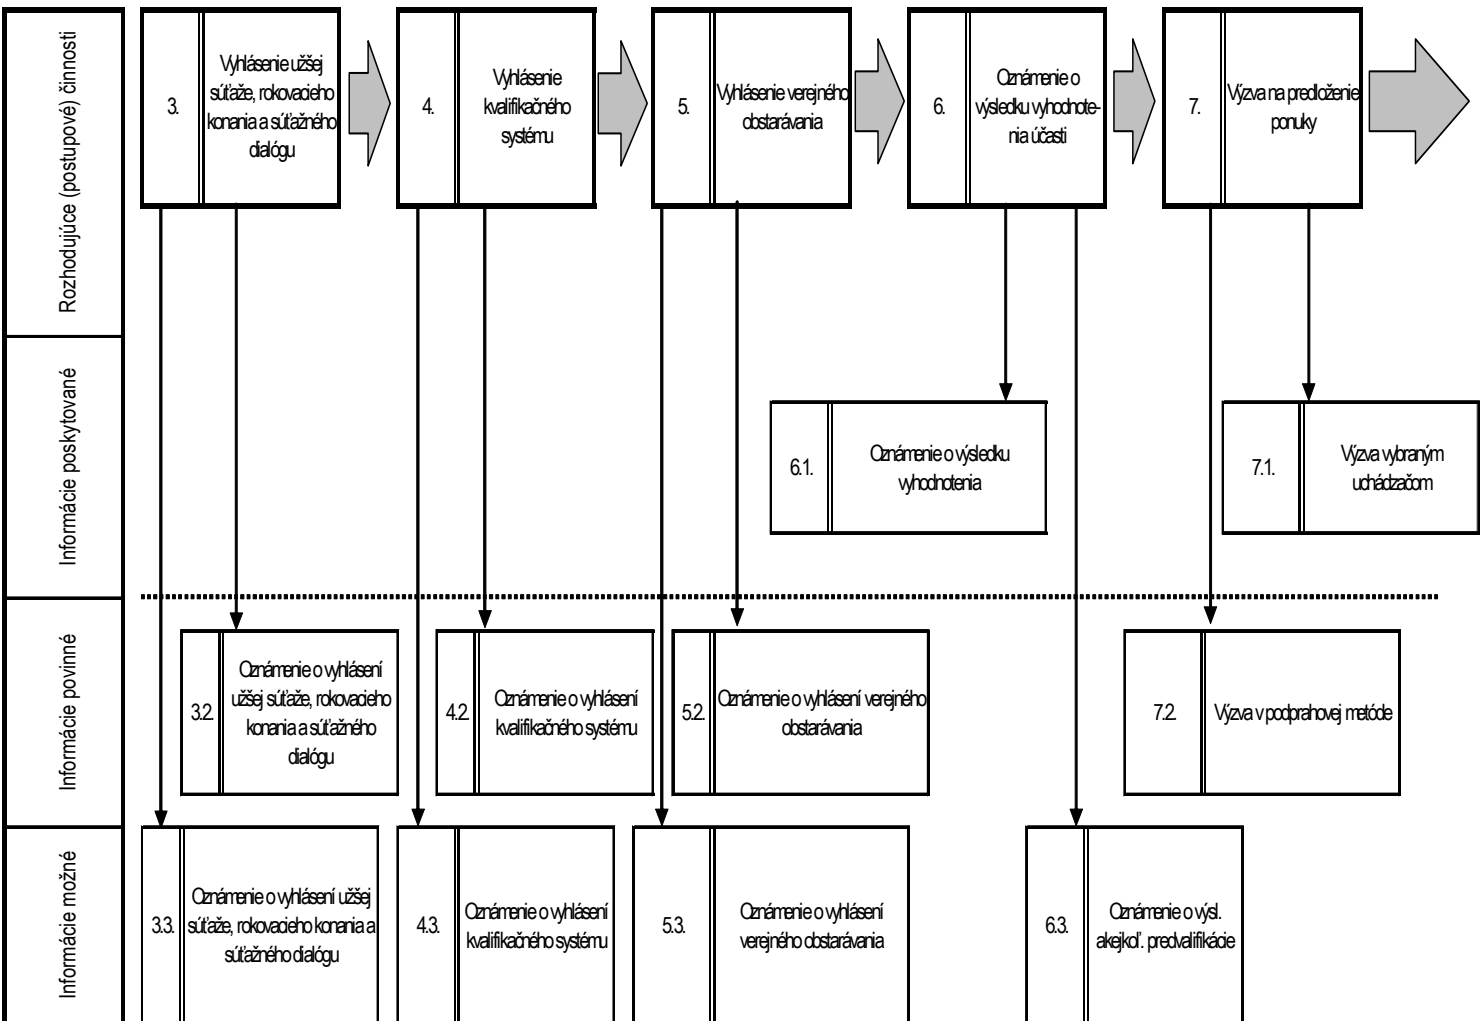 Rozhodujúce (postupové) činnosti
3.
Vyhlásenie užšej
súťaže, rokovacieho
konania a súťažného
dialógu
4.
Vyhlásenie
kvalifikačného
systému
5.
Vyhlásenie verejného
obstarávania
6.
Oznámenie o
výsledku vyhodnote-
nia účasti
7.
Výzva na predloženie
ponuky
Informácie poskytované
6.1.
Oznámenie o výsledku
vyhodnotenia
7.1.
Výzva vybraným
uchádzačom
Informácie povinné
3.2.
Oznámenie o vyhlásení
užšej súťaže, rokovacieho
konania a súťažného
dialógu
4.2.
Oznámenie o vyhlásení
kvalifikačného systému
5.2.
Oznámenie o vyhlásení verejného
obstarávania
7.2.
Výzva v podprahovej metóde
Informácie možné
3.3.
Oznámenie o vyhlásení užšej
súťaže, rokovacieho konania a
súťažného dialógu
4.3.
Oznámenie o vyhlásení
kvalifikačného systému
5.3.
Oznámenie o vyhlásení
verejného obstarávania
6.3.
Oznámenie o výsl.
akejkoľ. predvalifikácie